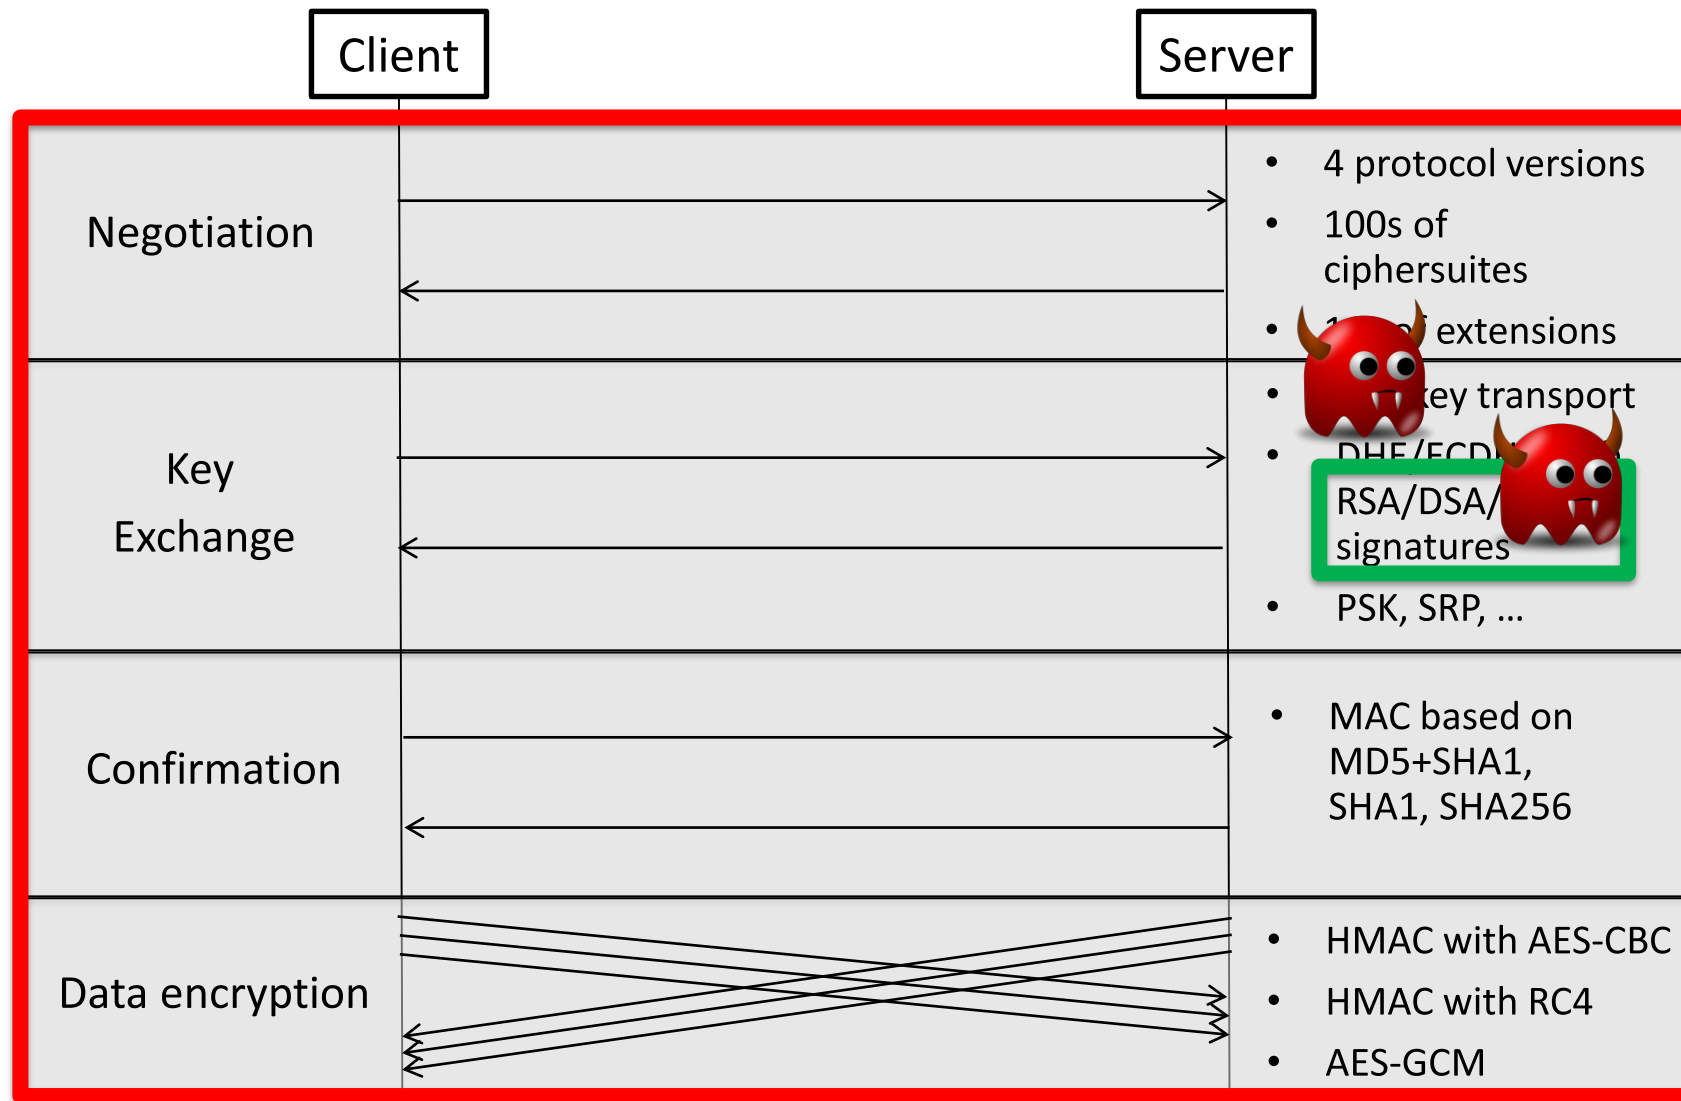 Client
Server
Negotiation
• 4 protocol versions
• 100s of
ciphersuites
• of extensions
Key
Exchange
• key transport
•
RSA/DSA/
signatures
• PSK, SRP, …
Confirmation
• MAC based on
MD5+SHA1,
SHA1, SHA256
Data encryption
• HMAC with AES-CBC
• HMAC with RC4
• AES-GCM